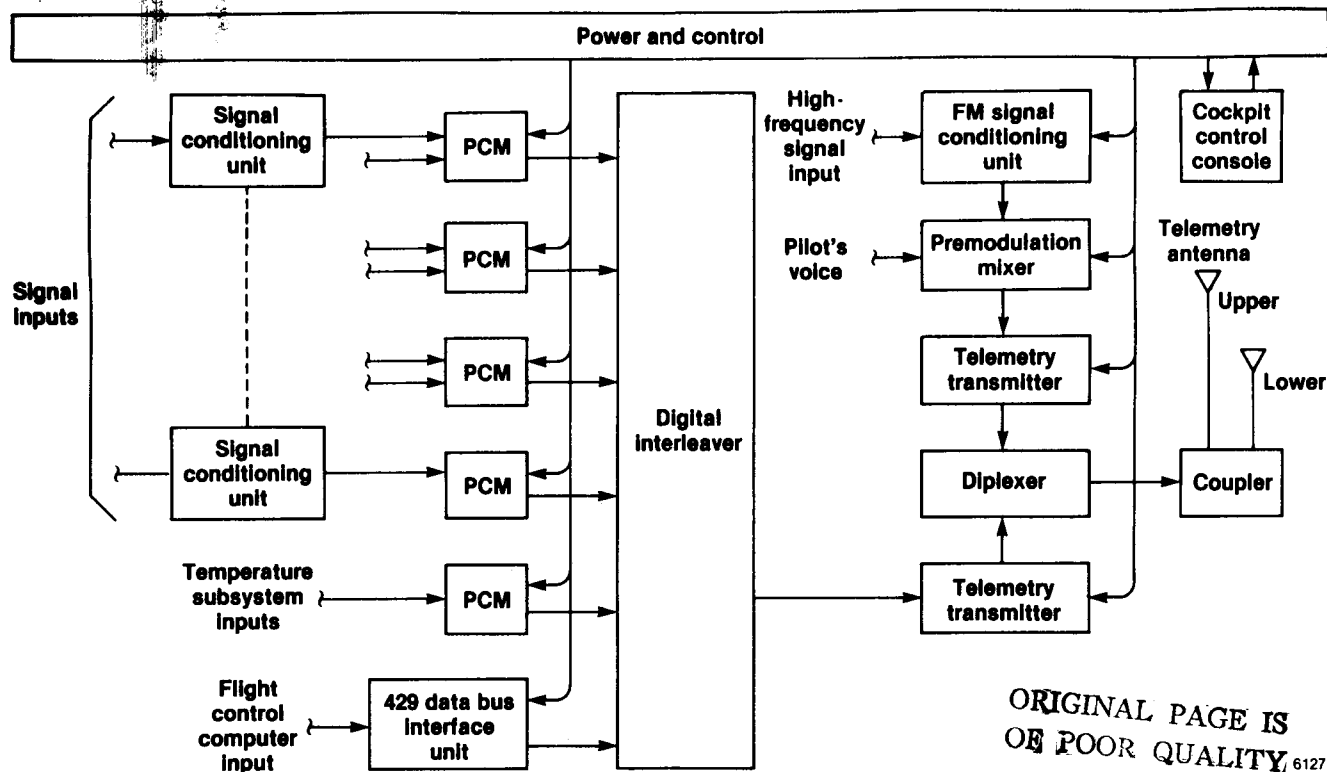 Power and control
Signal
conditioning
unit
PCM
High-
frequency
signal
input
FM signal
conditioning
unit
Cockpit
control
console
PCM
Pilot's
voice
Premodulation
mixer
Telemetry
antenna
Upper
Signal
inputs
PCM
Telemetry
transmitter
Lower
Digital
interleaver
Signal
conditioning
unit
PCM
Diplexer
Coupler
Temperature
subsystem
inputs
PCM
Telemetry
transmitter
Flight
control
computer
input
429 data bus
interface
unit
ORIGINAL PAGE IS
OE POOR QUALITY
6127